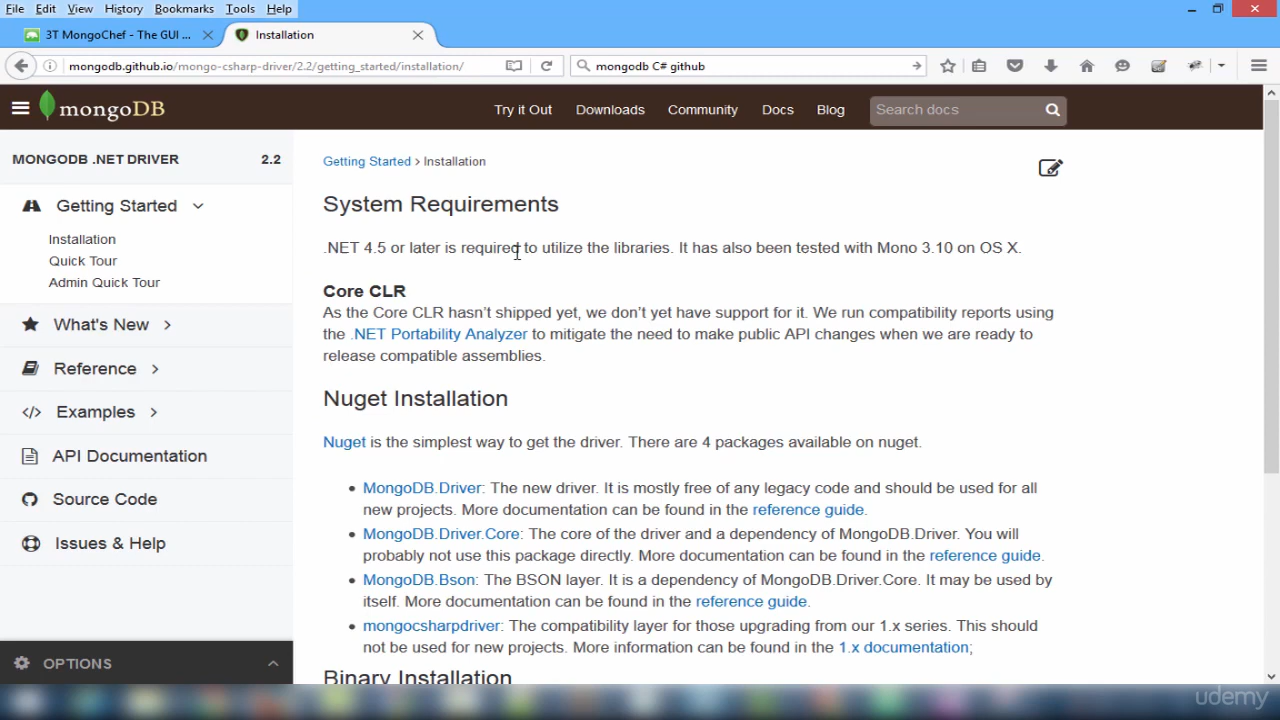 File Edit View History Bookmarks Tools Help
3T MongoChef - The GUI ... Installation
mongodb.github.io/mongo-csharp-driver/2.2/getting_started/installation/ mongodb C# github
mongoDB Try it Out Downloads Community Docs Blog Search docs
MONGODB .NET DRIVER 2.2
Getting Started
Installation
Quick Tour
Admin Quick Tour
What's New
Reference
Examples
API Documentation
Source Code
Issues & Help
OPTIONS
Getting Started > Installation
System Requirements
.NET 4.5 or later is required to utilize the libraries. It has also been tested with Mono 3.10 on OS X.
Core CLR
As the Core CLR hasn't shipped yet, we don't yet have support for it. We run compatibility reports using
the .NET Portability Analyzer to mitigate the need to make public API changes when we are ready to
release compatible assemblies.
Nuget Installation
Nuget is the simplest way to get the driver. There are 4 packages available on nuget.
• MongoDB.Driver: The new driver. It is mostly free of any legacy code and should be used for all
new projects. More documentation can be found in the reference guide.
• MongoDB.Driver.Core: The core of the driver and a dependency of MongoDB.Driver. You will
probably not use this package directly. More documentation can be found in the reference guide.
• MongoDB.Bson: The BSON layer. It is a dependency of MongoDB.Driver.Core. It may be used by
itself. More documentation can be found in the reference guide.
• mongocsharpdriver: The compatibility layer for those upgrading from our 1.x series. This should
not be used for new projects. More information can be found in the 1.x documentation;
Binary Installation
udemy